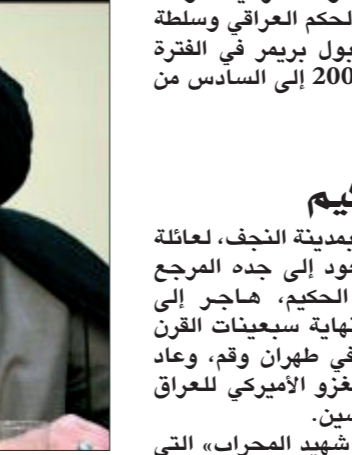 لحكم العراقي وسلطة
بول بريمر في الفترة
200 إلى السادس من
كيم
بمدينة النجف، لعائلة
ود إلى جده المرجع
الحكيم، هاجر إلى
نهاية سبعينات القرن
في طهران وقم، وعاد
لغزو الأميركي للعراق
سين.
شهيد المحراب» التي